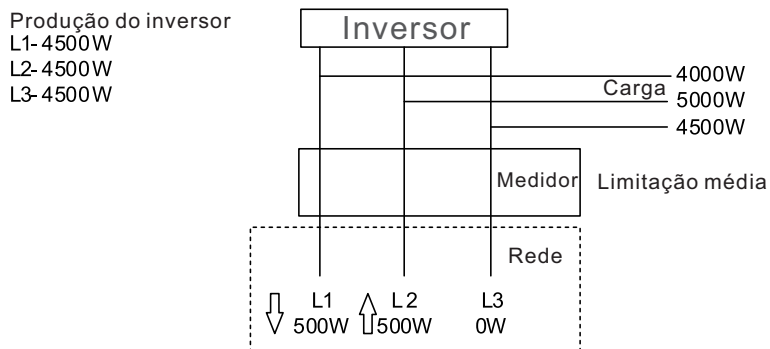 Produção do inversor
L1-4500W
L2-4500W
L3-4500W
Inversor
4000W
Carga
5000W
4500W
Medidor
Limitação média
Rede
L1 L2 L3
500W 500W 0W